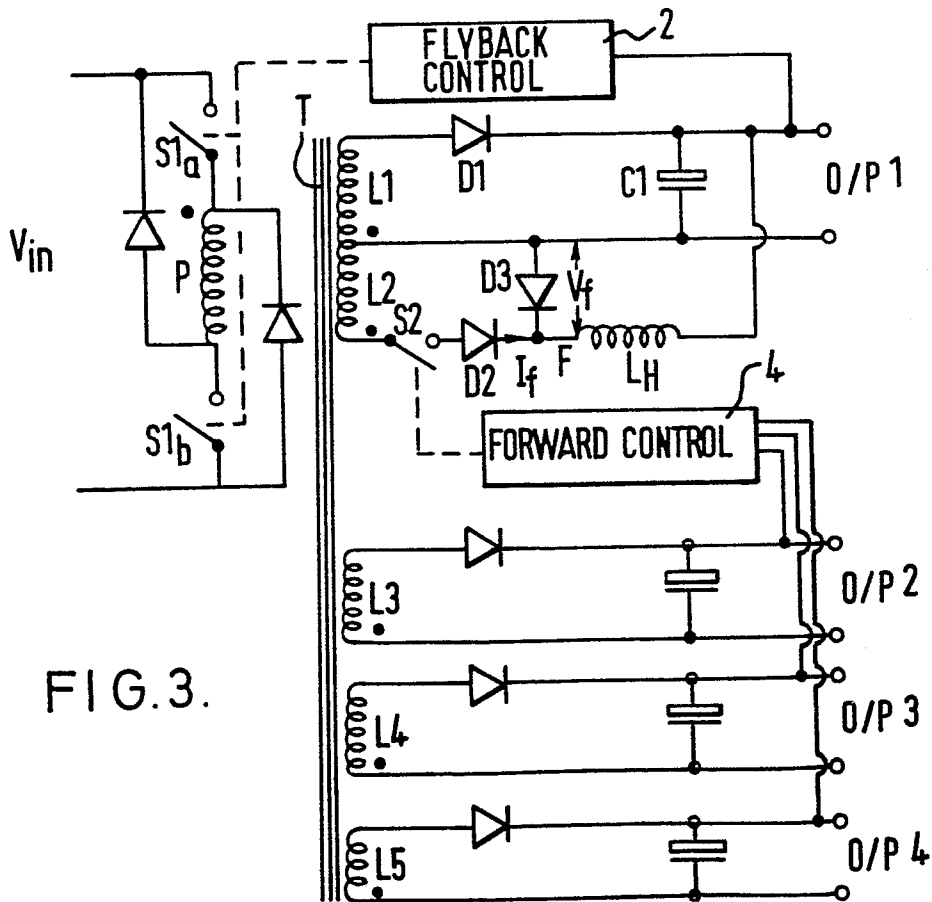 2
FLYBACK
CONTROL
T
S1a
D1
L1
C1
O/P 1
Vin
P
L2
S2
D3
Vf
D2
If
F
LH
4
S1b
FORWARD CONTROL
L3
O/P 2
FIG.3.
L4
O/P 3
L5
O/P 4